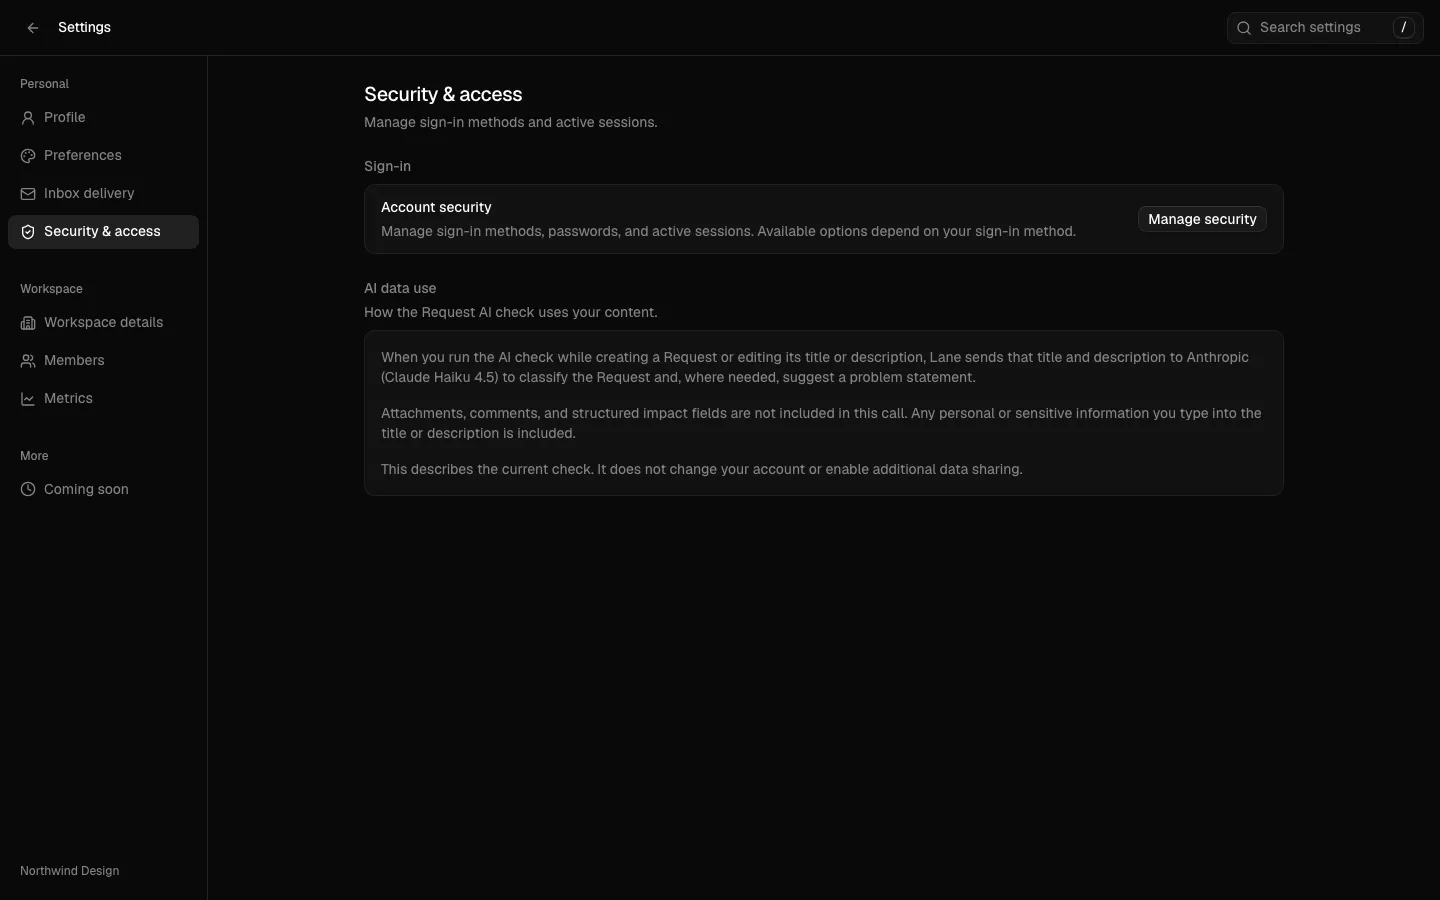 Settings
Search settings
/
Personal
Profile
Preferences
Inbox delivery
Security & access
Workspace
Workspace details
Members
Metrics
More
Coming soon
Northwind Design
Security & access
Manage sign-in methods and active sessions.
Sign-in
Account security
Manage sign-in methods, passwords, and active sessions. Available options depend on your sign-in method.
Manage security
AI data use
How the Request AI check uses your content.
When you run the AI check while creating a Request or editing its title or description, Lane sends that title and description to Anthropic
(Claude Haiku 4.5) to classify the Request and, where needed, suggest a problem statement.
Attachments, comments, and structured impact fields are not included in this call. Any personal or sensitive information you type into the
title or description is included.
This describes the current check. It does not change your account or enable additional data sharing.